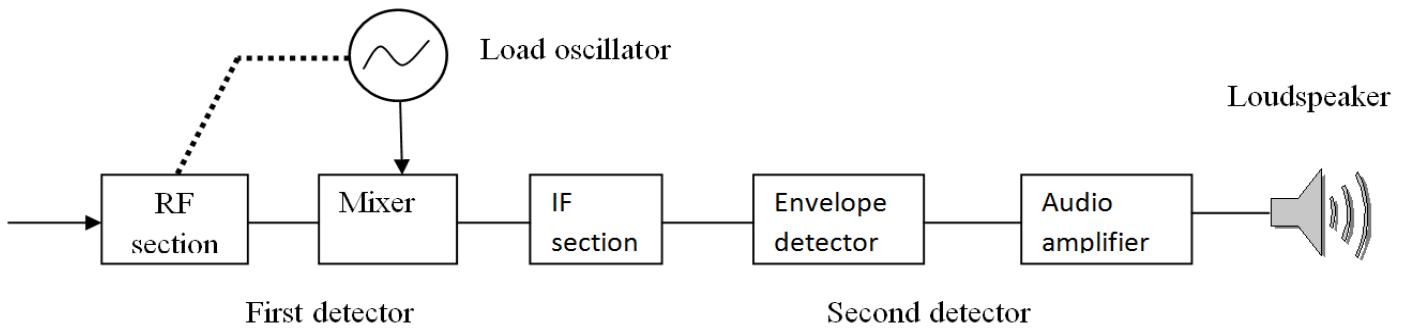 Load oscillator
Loudspeaker
RF
section
Mixer
IF
section
Envelope
detector
Audio
amplifier
First detector
Second detector